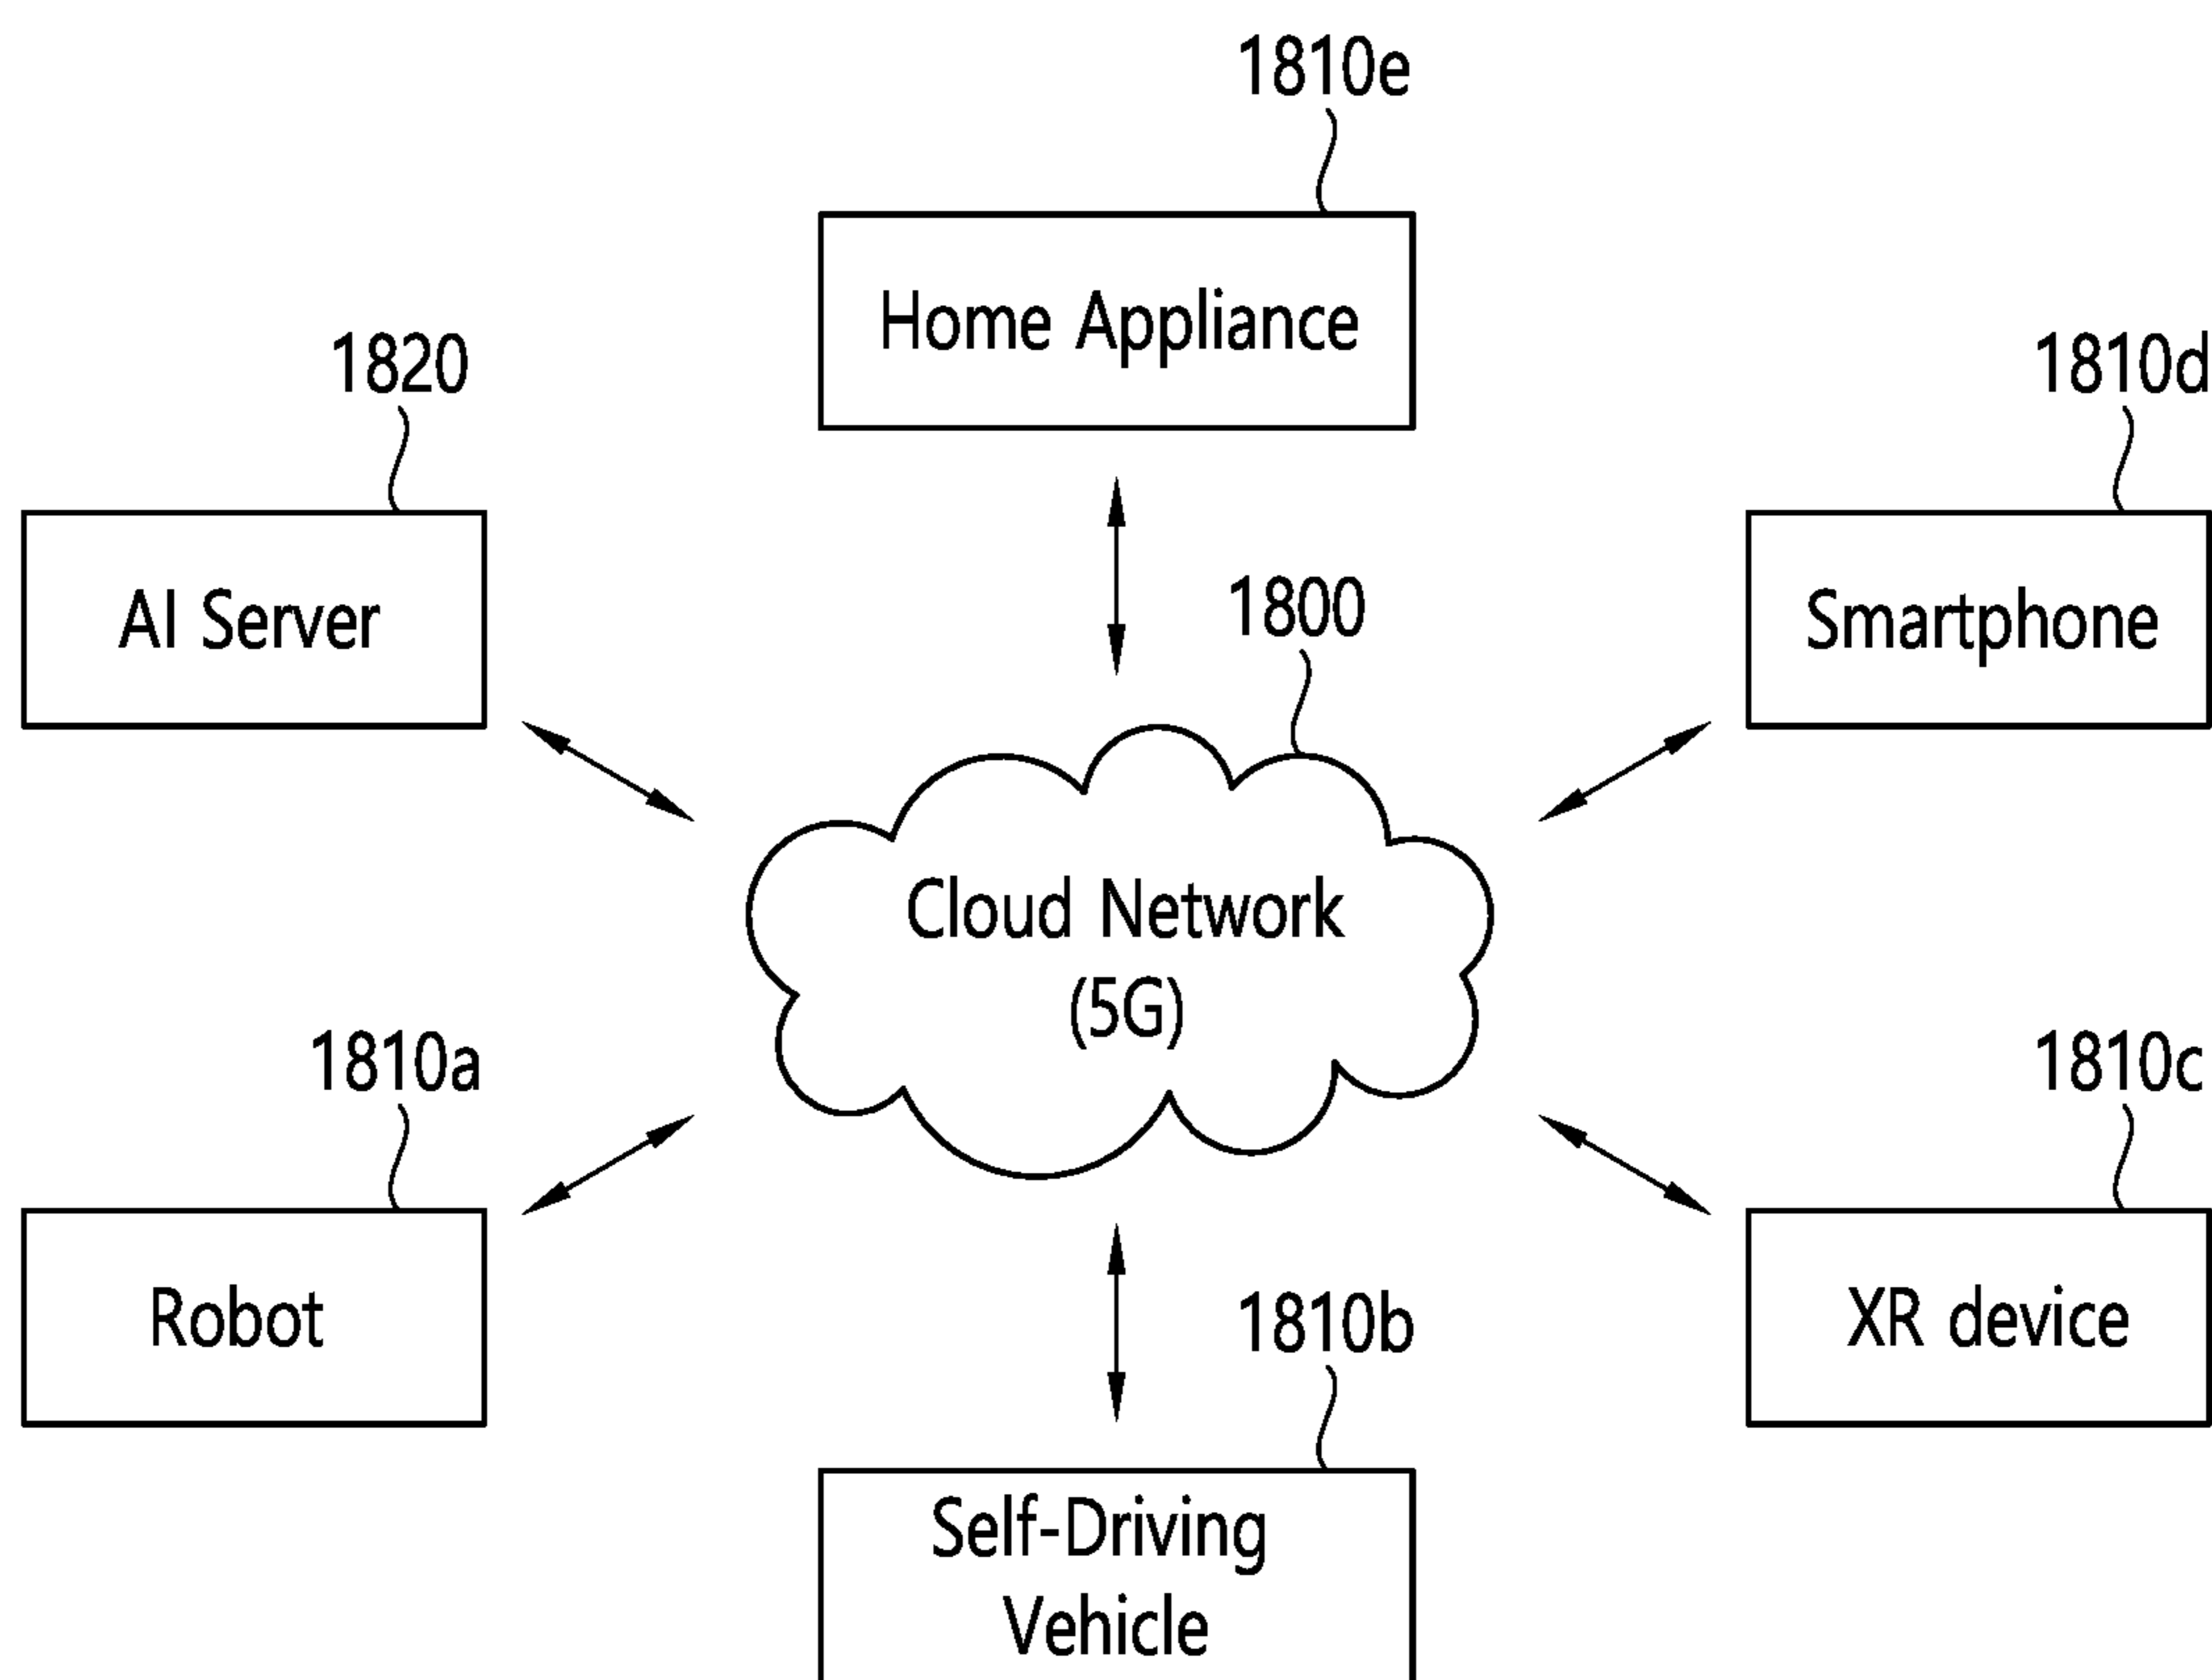 1810e
Home Appliance
1820
AI Server
1810d
Smartphone
1800
Cloud Network
(5G)
1810a
Robot
1810c
XR device
1810b
Self-Driving
Vehicle